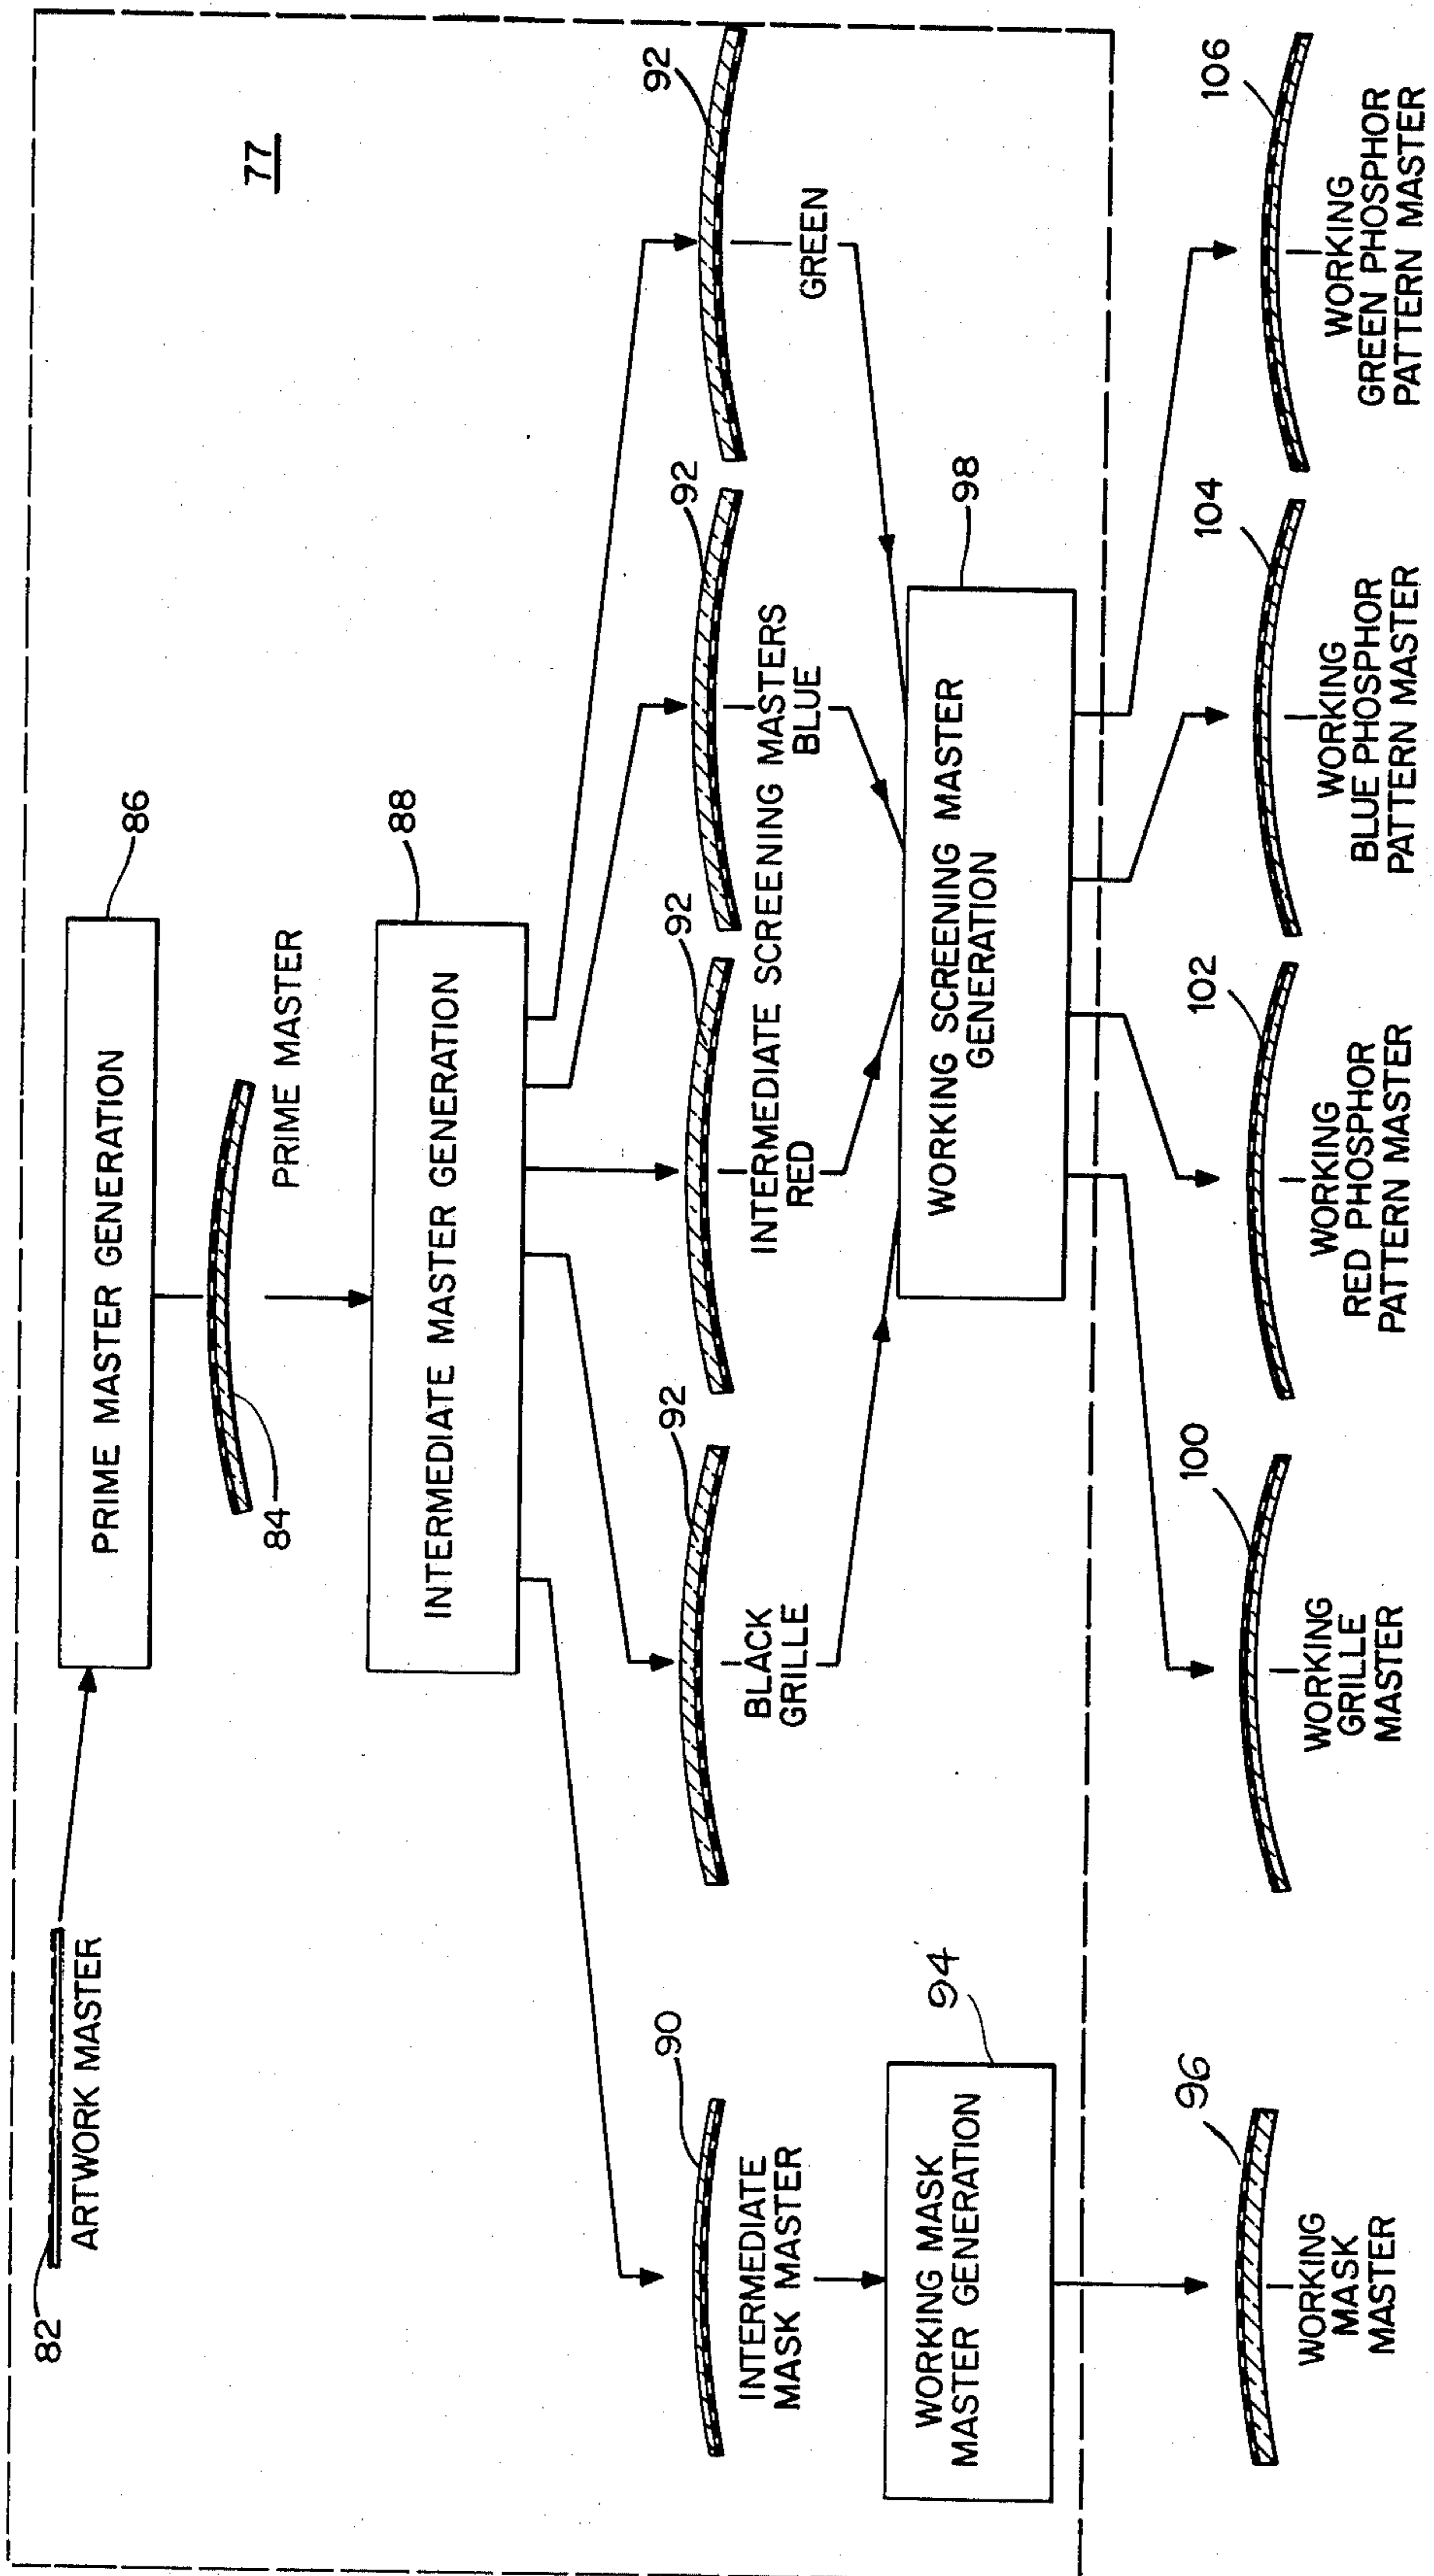 77
82
ARTWORK MASTER
PRIME MASTER GENERATION
86
84
PRIME MASTER
INTERMEDIATE MASTER GENERATION
88
90
INTERMEDIATE
MASK MASTER
92
BLACK
GRILLE
92
INTERMEDIATE SCREENING MASTERS
RED
92
BLUE
92
GREEN
WORKING MASK
MASTER GENERATION
94
WORKING SCREENING MASTER
GENERATION
98
96
WORKING
MASK
MASTER
100
WORKING
GRILLE
MASTER
102
WORKING
RED PHOSPHOR
PATTERN MASTER
104
WORKING
BLUE PHOSPHOR
PATTERN MASTER
106
WORKING
GREEN PHOSPHOR
PATTERN MASTER